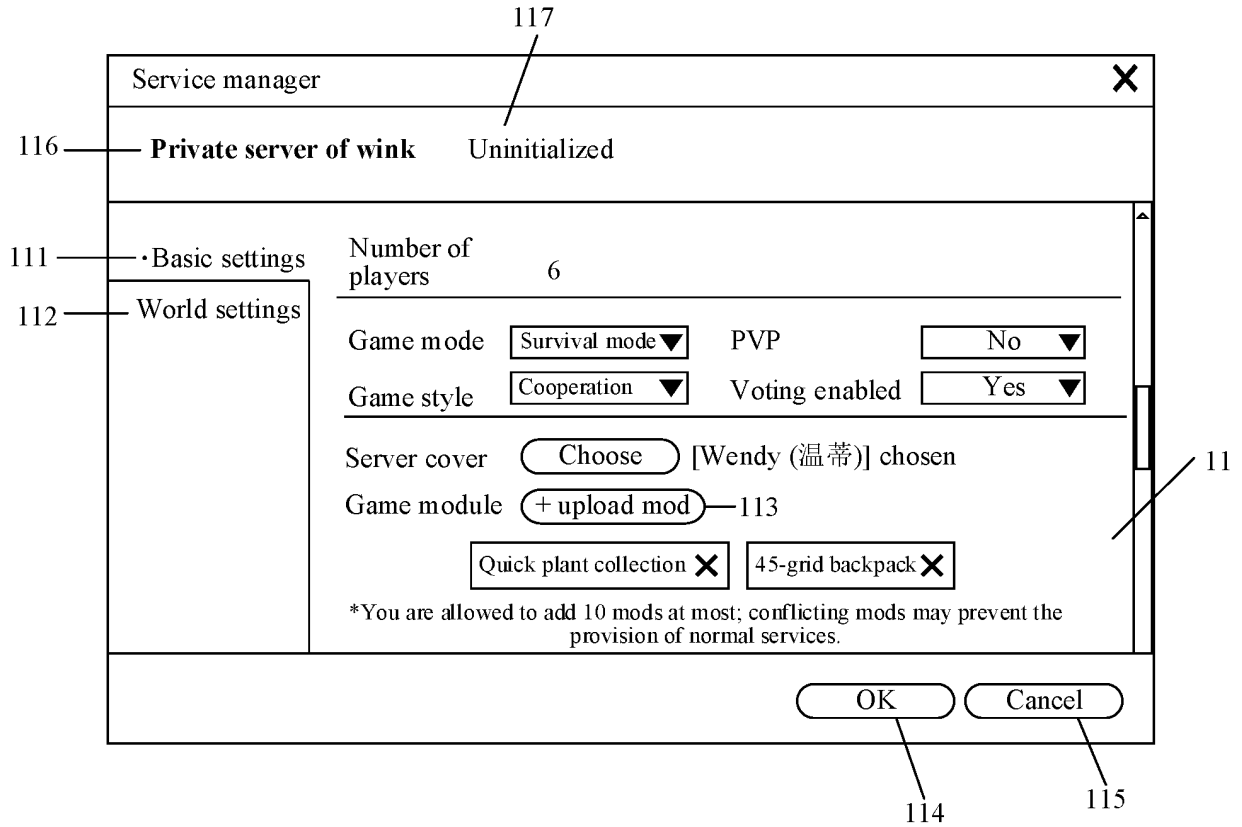 117
Service manager
116
Private server of wink
Uninitialized
111
·Basic settings
Number of
players
6
112
World settings
Game mode
Survival mode
PVP
No
Game style
Cooperation
Voting enabled
Yes
Server cover
Choose
[Wendy (温蒂)] chosen
11
Game module
+ upload mod
113
Quick plant collection
45-grid backpack
*You are allowed to add 10 mods at most; conflicting mods may prevent the
provision of normal services.
OK
Cancel
114
115